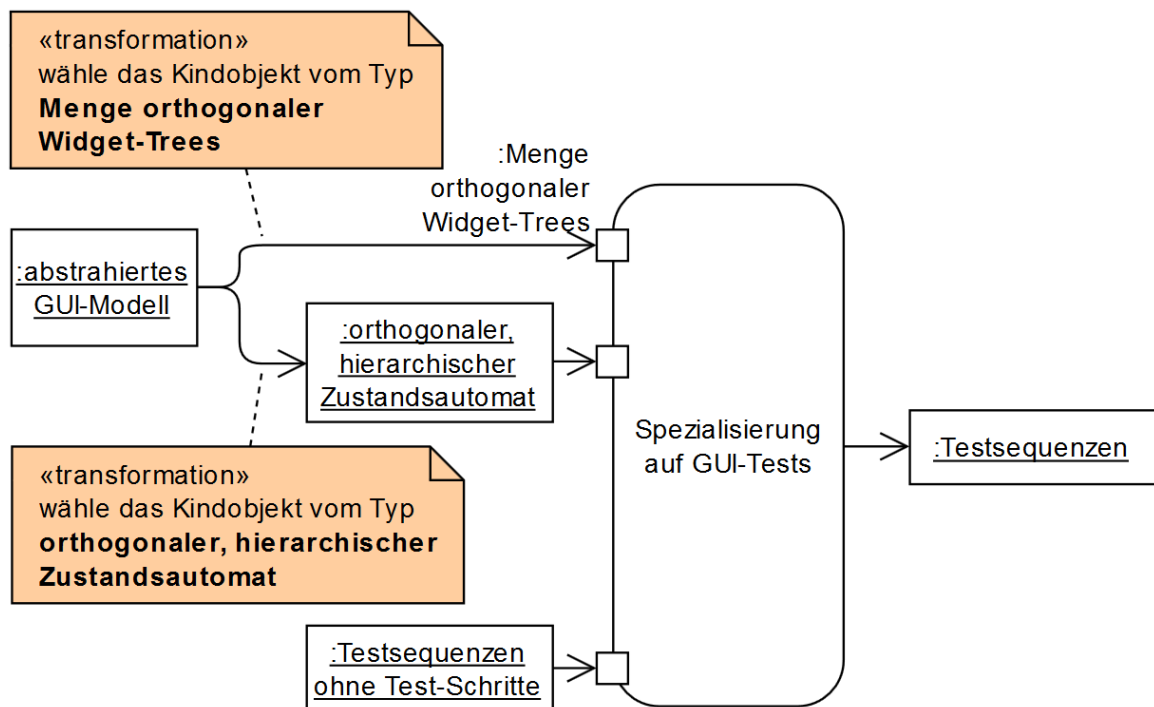 «transformation»
wähle das Kindobjekt vom Typ
Menge orthogonaler
Widget-Trees
:Menge
orthogonaler
Widget-Trees
:abstrahiertes
GUI-Modell
:orthogonaler,
hierarchischer
Zustandsautomat
Spezialisierung
auf GUI-Tests
:Testsequenzen
«transformation»
wähle das Kindobjekt vom Typ
orthogonaler, hierarchischer
Zustandsautomat
:Testsequenzen
ohne Test-Schritte